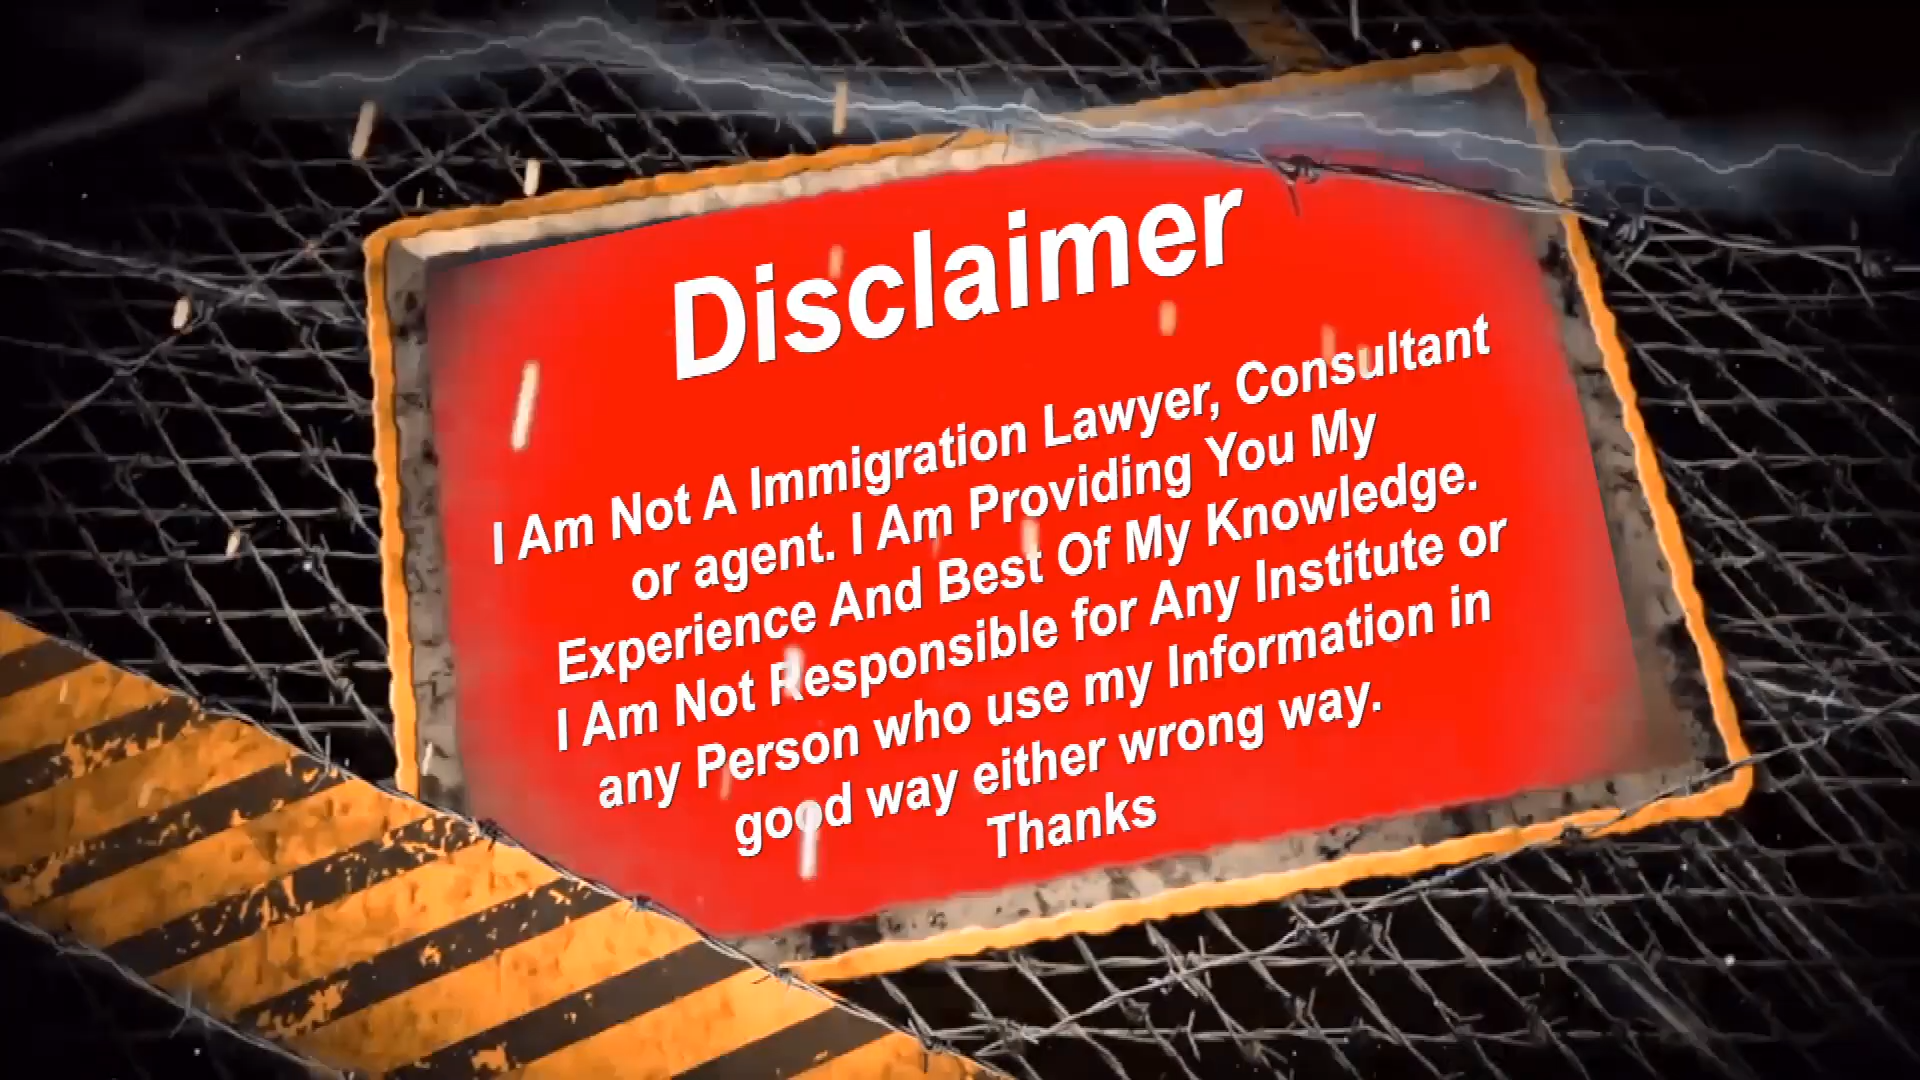 Disclaimer
I Am Not A Immigration Lawyer, Consultant
or agent. I Am Providing You My
Experience And Best Of My Knowledge.
I Am Not Responsible for Any Institute or
any Person who use my Information in
good way either wrong way.
Thanks